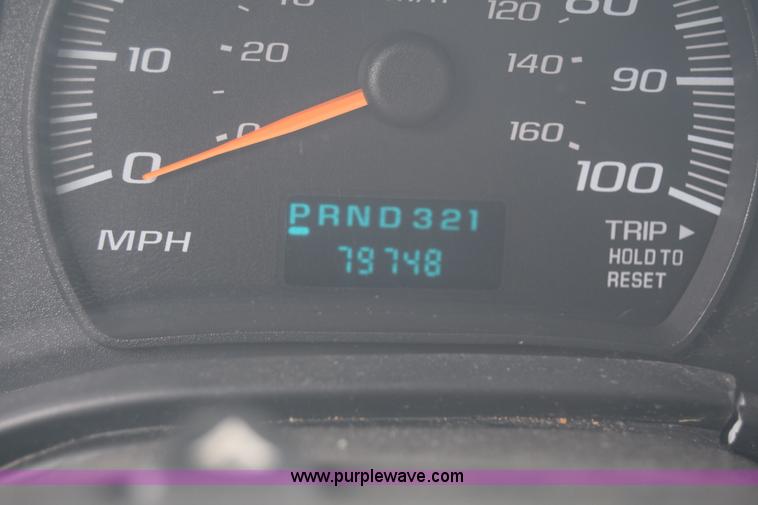 120 80
10 20 140 90
0 0 160 100
PRND321
79748
MPH
TRIP ▶
HOLD TO
RESET
www.purplewave.com